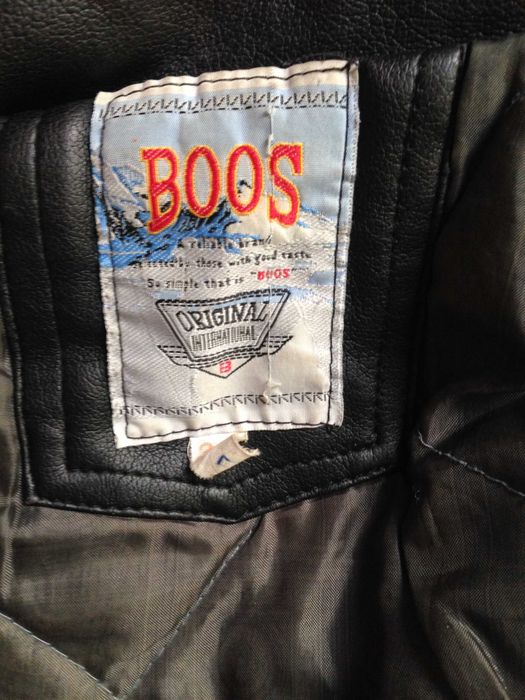 BOOS
A reliable brand
by those with good taste
So simple that is "BOOS"
ORIGINAL
INTERNATIONAL
B